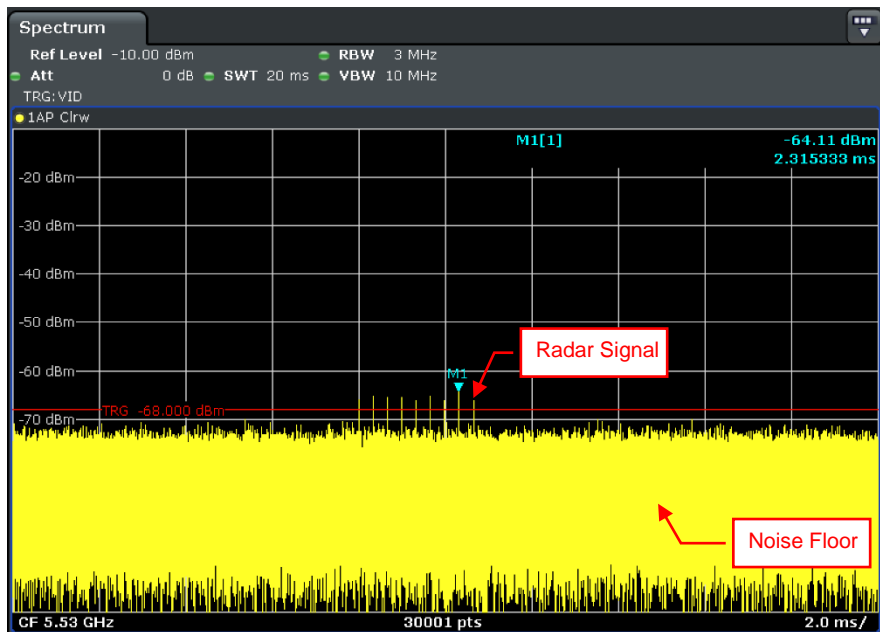 Spectrum
Ref Level -10.00 dBm RBW 3 MHz
Att 0 dB SWT 20 ms VBW 10 MHz
TRG:VID
1AP Clrw
M1[1] -64.11 dBm
2.315333 ms
-20 dBm
-30 dBm
-40 dBm
-50 dBm
Radar Signal
-60 dBm
M1
TRG -68.000 dBm
-70 dBm
Noise Floor
CF 5.53 GHz 30001 pts 2.0 ms/